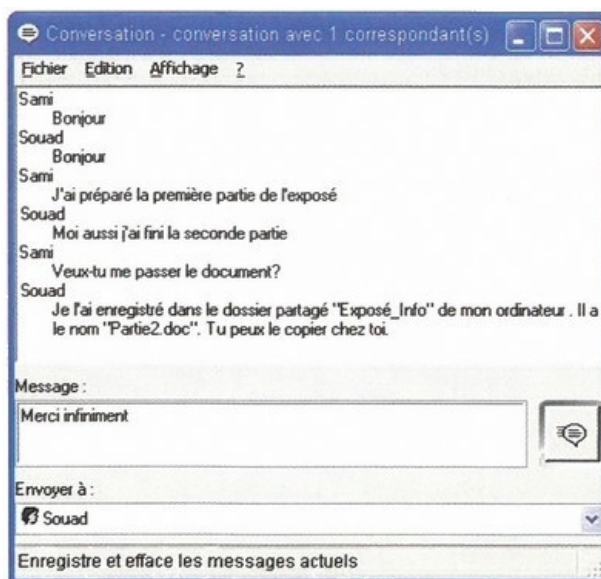 Conversation - conversation avec 1 correspondant(s)
Fichier Edition Affichage ?
Sami
Bonjour
Souad
Bonjour
Sami
J'ai préparé la première partie de l'exposé
Souad
Moi aussi j'ai fini la seconde partie
Sami
Veux-tu me passer le document?
Souad
Je l'ai enregistré dans le dossier partagé "Exposé_Info" de mon ordinateur . Il a
le nom "Partie2.doc". Tu peux le copier chez toi.
Message :
Merci infiniment
Envoyer à :
Souad
Enregistre et efface les messages actuels